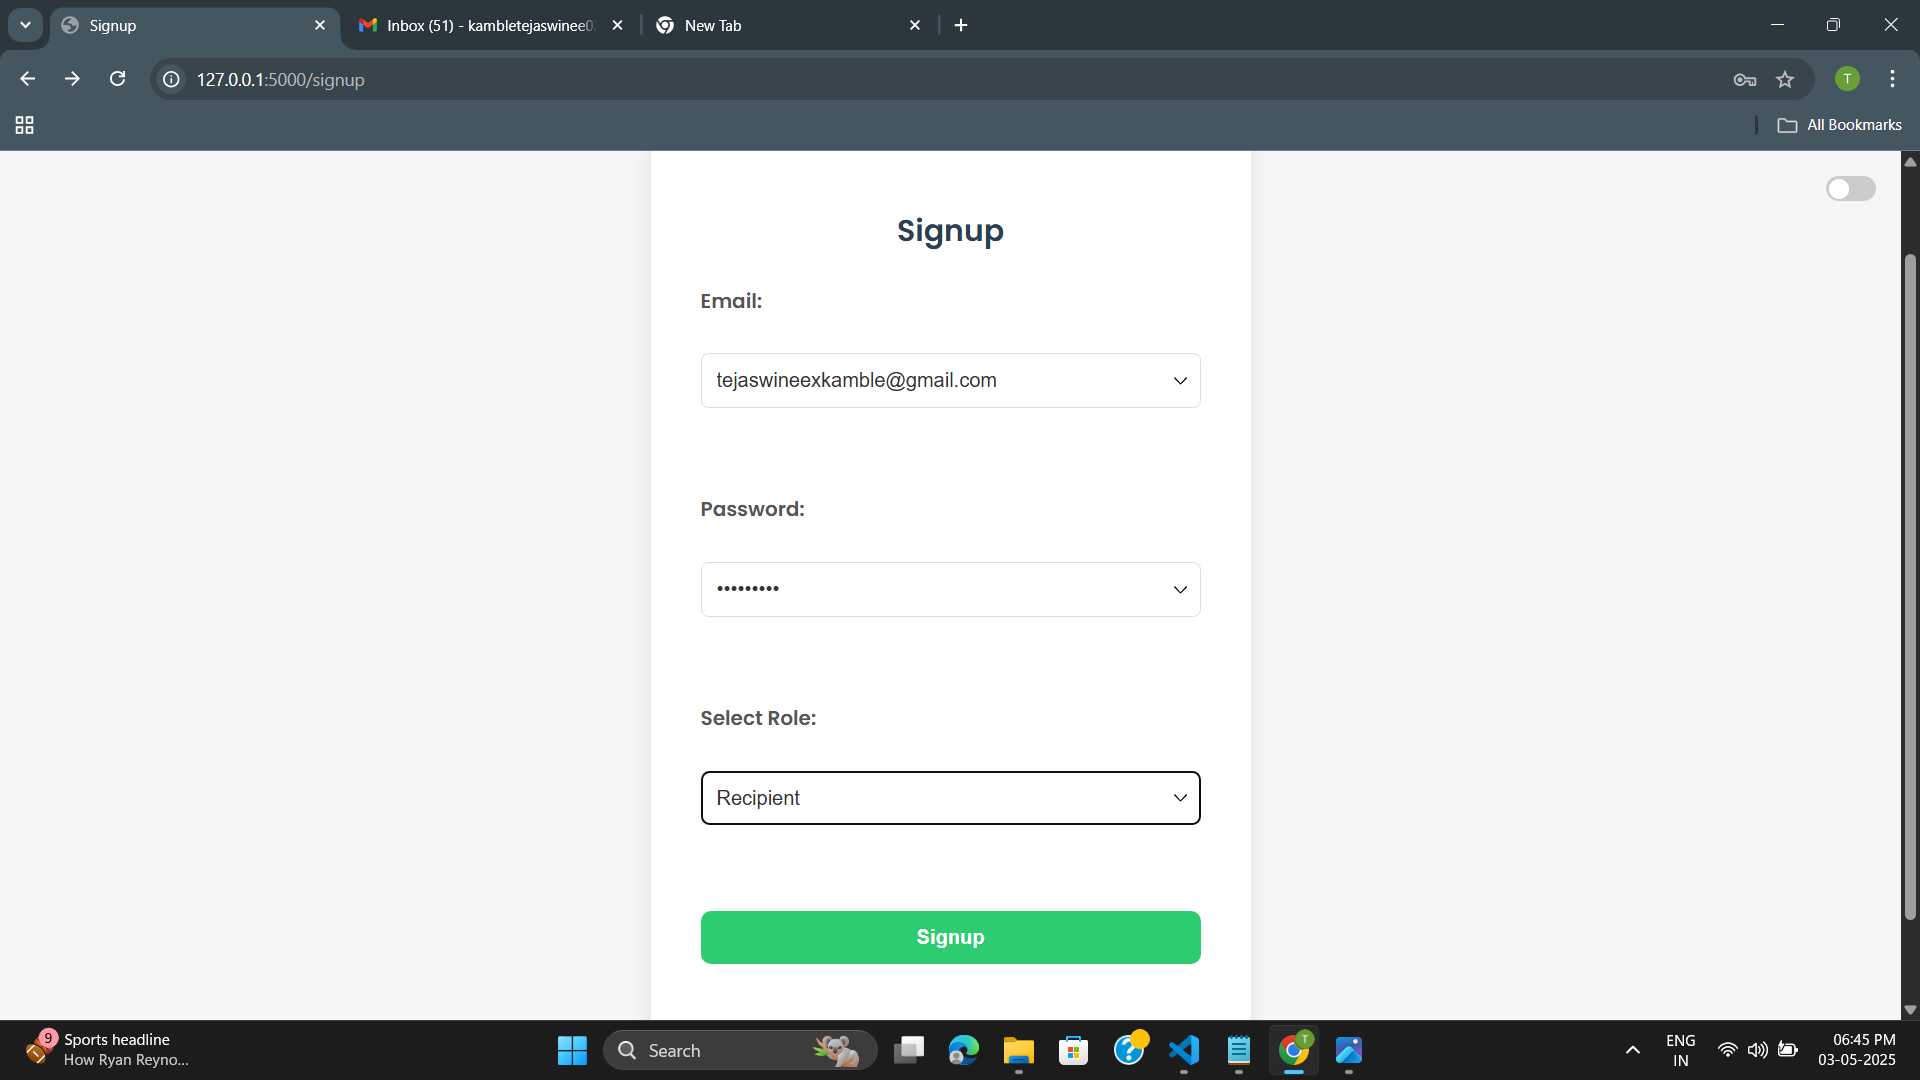 Signup
Inbox (51) - kambletejaswinee0
New Tab
127.0.0.1:5000/signup
T
All Bookmarks
Signup
Email:
tejaswineexkamble@gmail.com
Password:
•••••••••
Select Role:
Recipient
Signup
9
Sports headline
How Ryan Reyno...
Search
T
ENG
IN
06:45 PM
03-05-2025